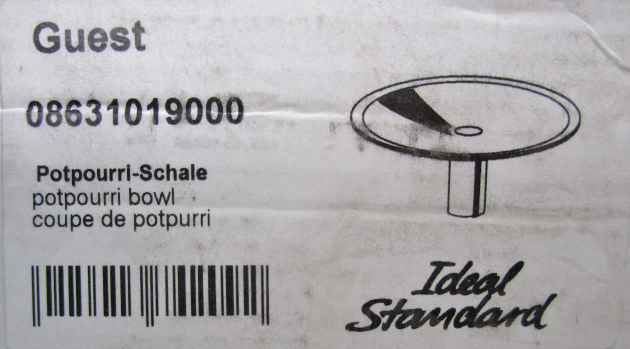 Guest
08631019000
Potpourri-Schale
potpourri bowl
coupe de potpurri
Ideal
Standard